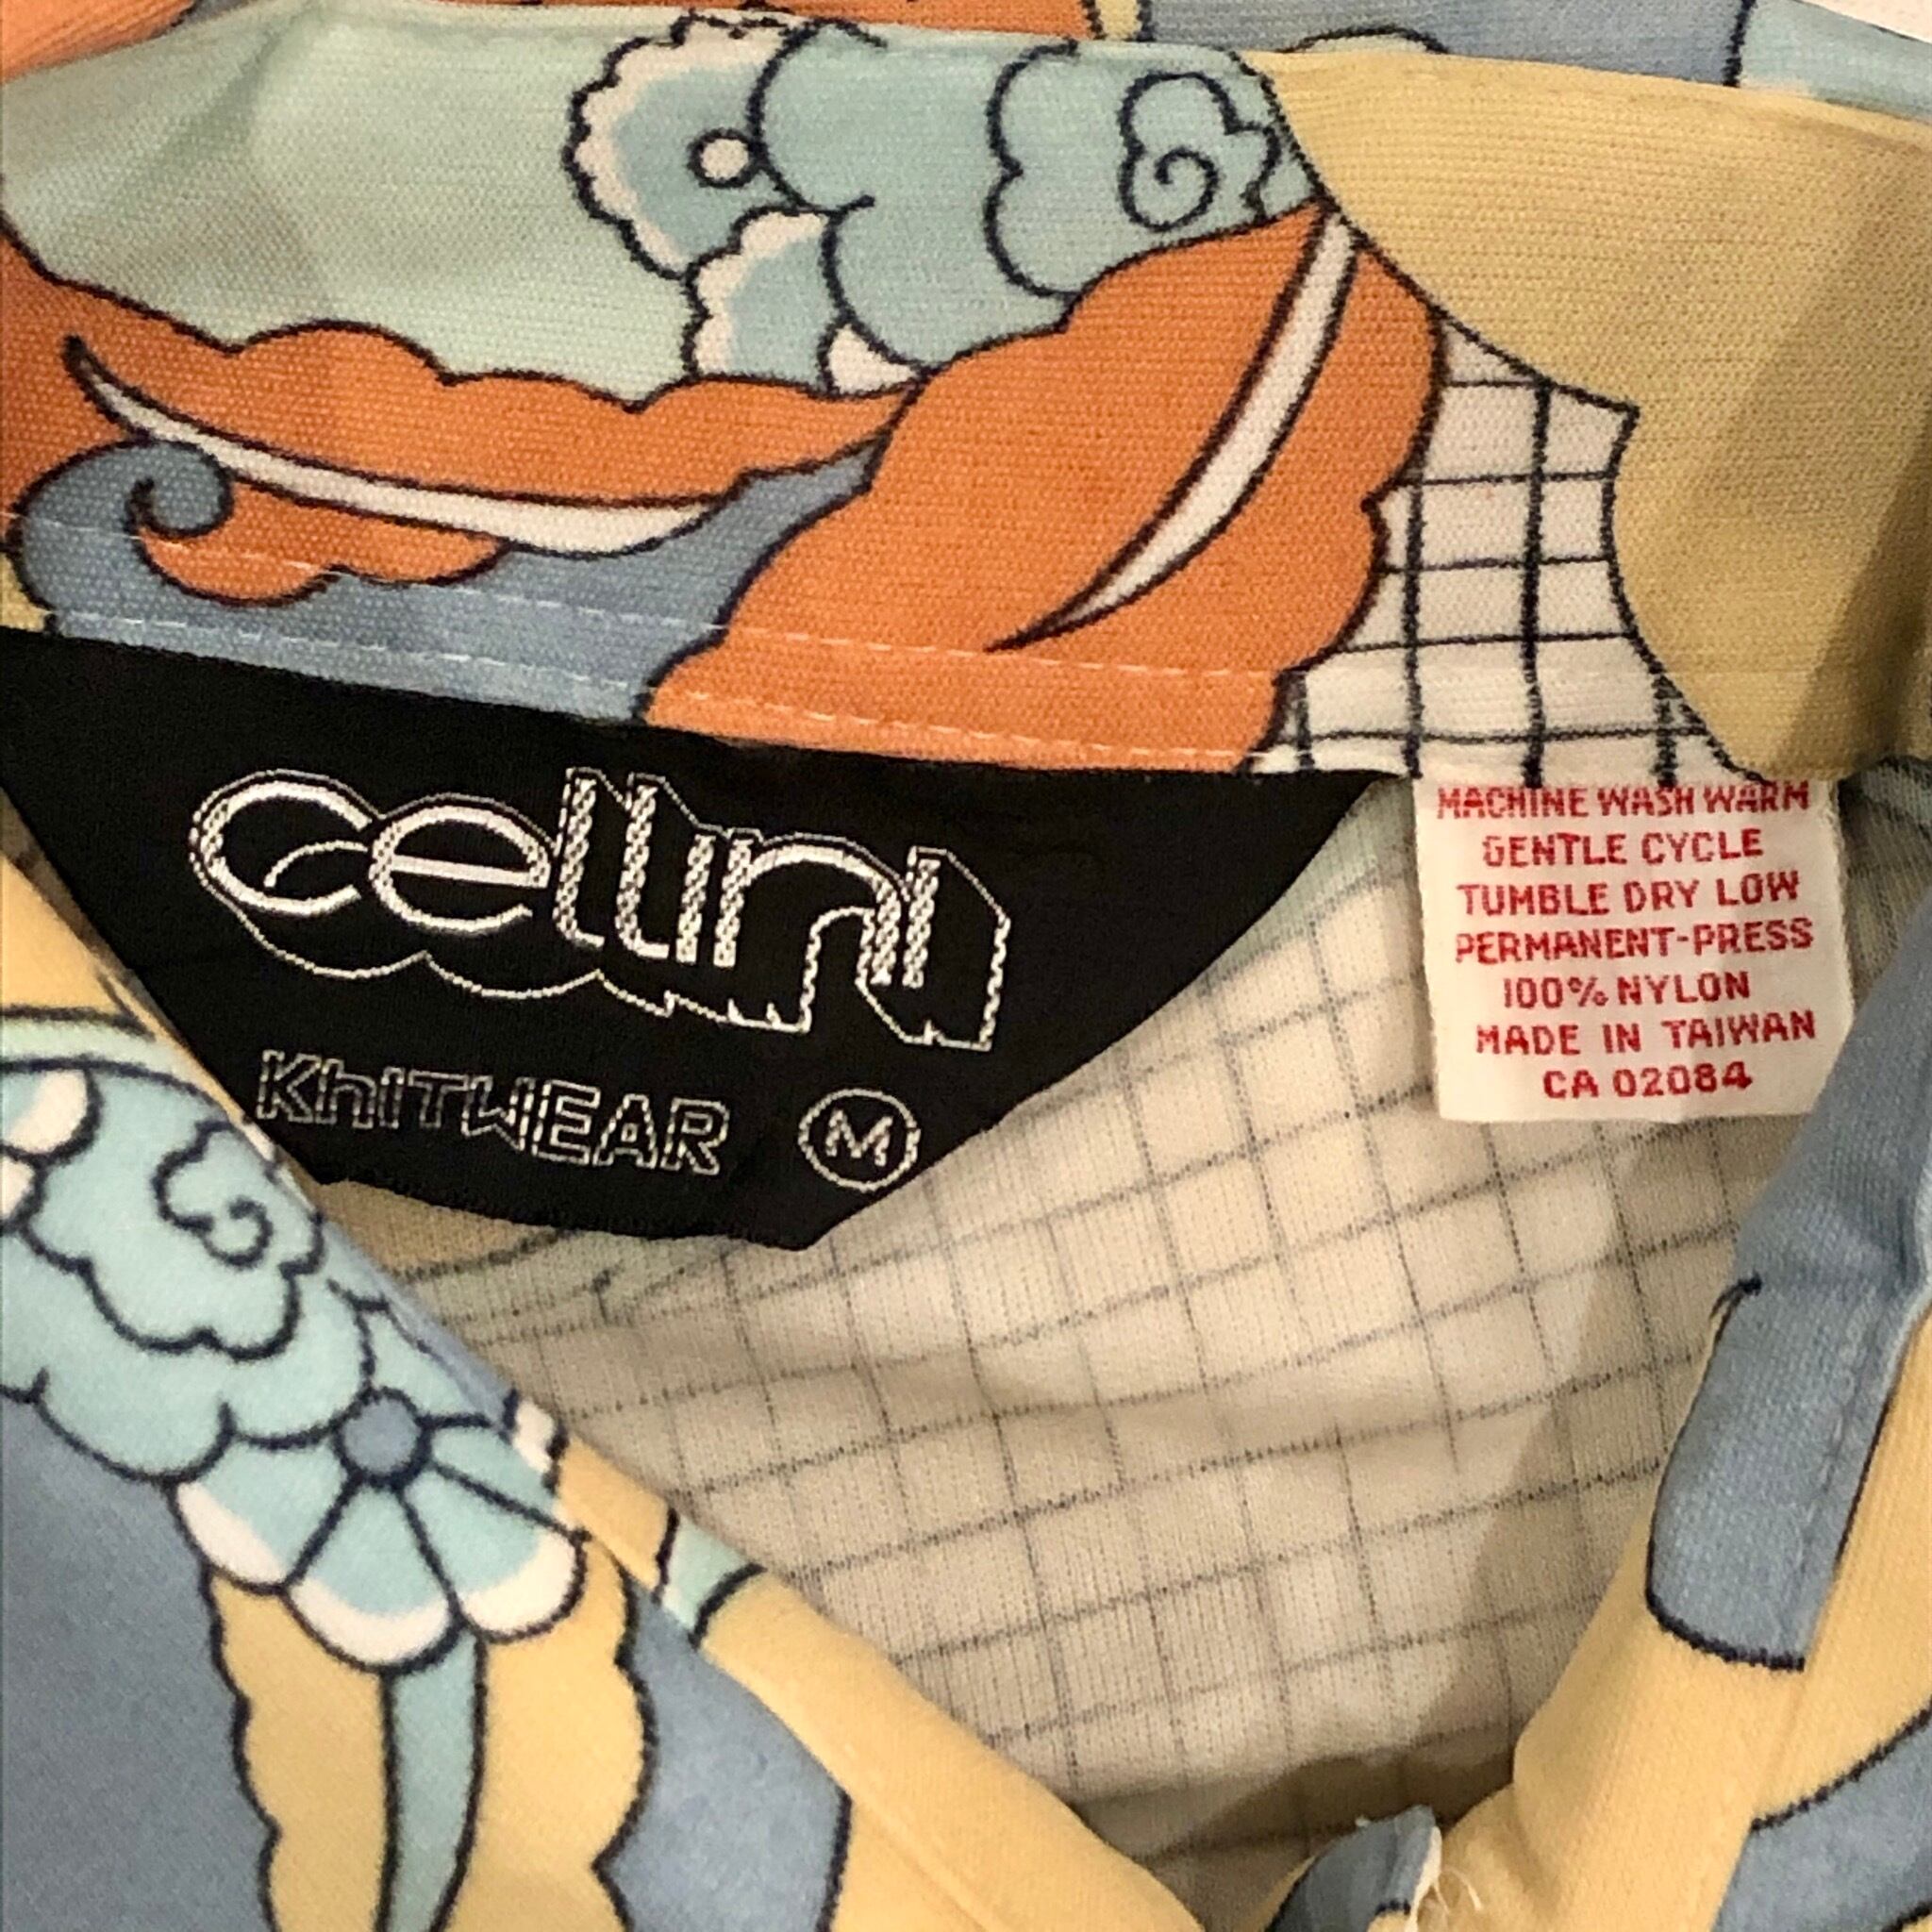 cellini
KnITWEAR M
MACHINE WASH WARM
GENTLE CYCLE
TUMBLE DRY LOW
PERMANENT-PRESS
100% NYLON
MADE IN TAIWAN
CA 02084